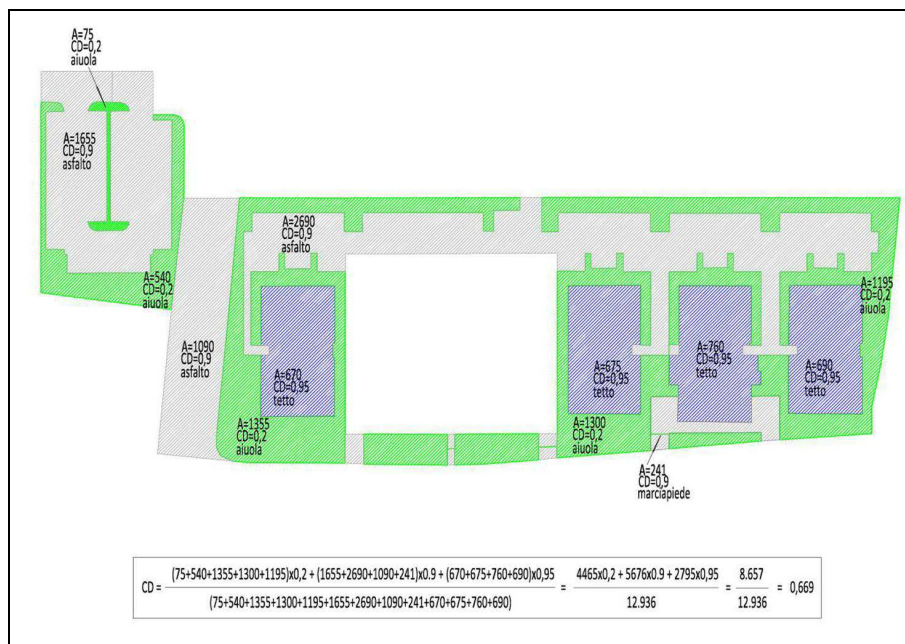 A=75
CD=0,2
aiuola
A=1655
CD=0,9
asfalto
A=2690
CD=0,9
asfalto
A=540
CD=0,2
aiuola
A=1195
CD=0,2
aiuola
A=1090
CD=0,9
asfalto
A=670
CD=0,95
tetto
A=675
CD=0,95
tetto
A=760
CD=0,95
tetto
A=690
CD=0,95
tetto
A=1355
CD=0,2
aiuola
A=1300
CD=0,2
aiuola
A=241
CD=0,9
marciapiede
CD = (75+540+1355+1300+1195)x0,2 + (1655+2690+1090+241)x0.9 + (670+675+760+690)x0,95 = 4465x0,2 + 5676x0.9 + 2795x0,95 = 8.657 = 0,669
(75+540+1355+1300+1195+1655+2690+1090+241+670+675+760+690) 12.936 12.936